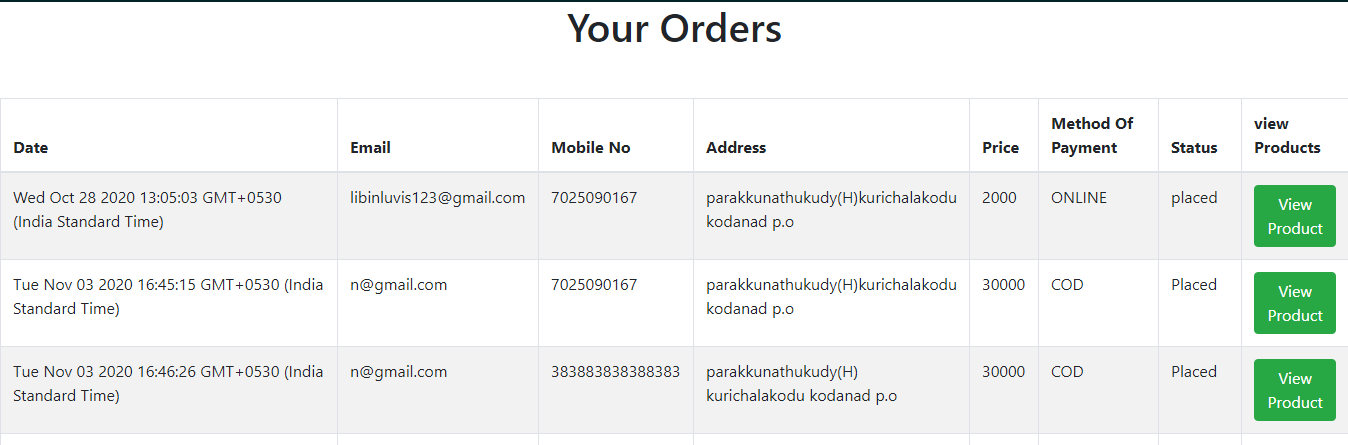 Your Orders
Date Email Mobile No Address Price Method Of Payment Status view Products
Wed Oct 28 2020 13:05:03 GMT+0530 (India Standard Time) libinluvis123@gmail.com 7025090167 parakkunathukudy(H)kurichalakodu kodanad p.o 2000 ONLINE placed View Product
Tue Nov 03 2020 16:45:15 GMT+0530 (India Standard Time) n@gmail.com 7025090167 parakkunathukudy(H)kurichalakodu kodanad p.o 30000 COD Placed View Product
Tue Nov 03 2020 16:46:26 GMT+0530 (India Standard Time) n@gmail.com 383883838388383 parakkunathukudy(H) kurichalakodu kodanad p.o 30000 COD Placed View Product